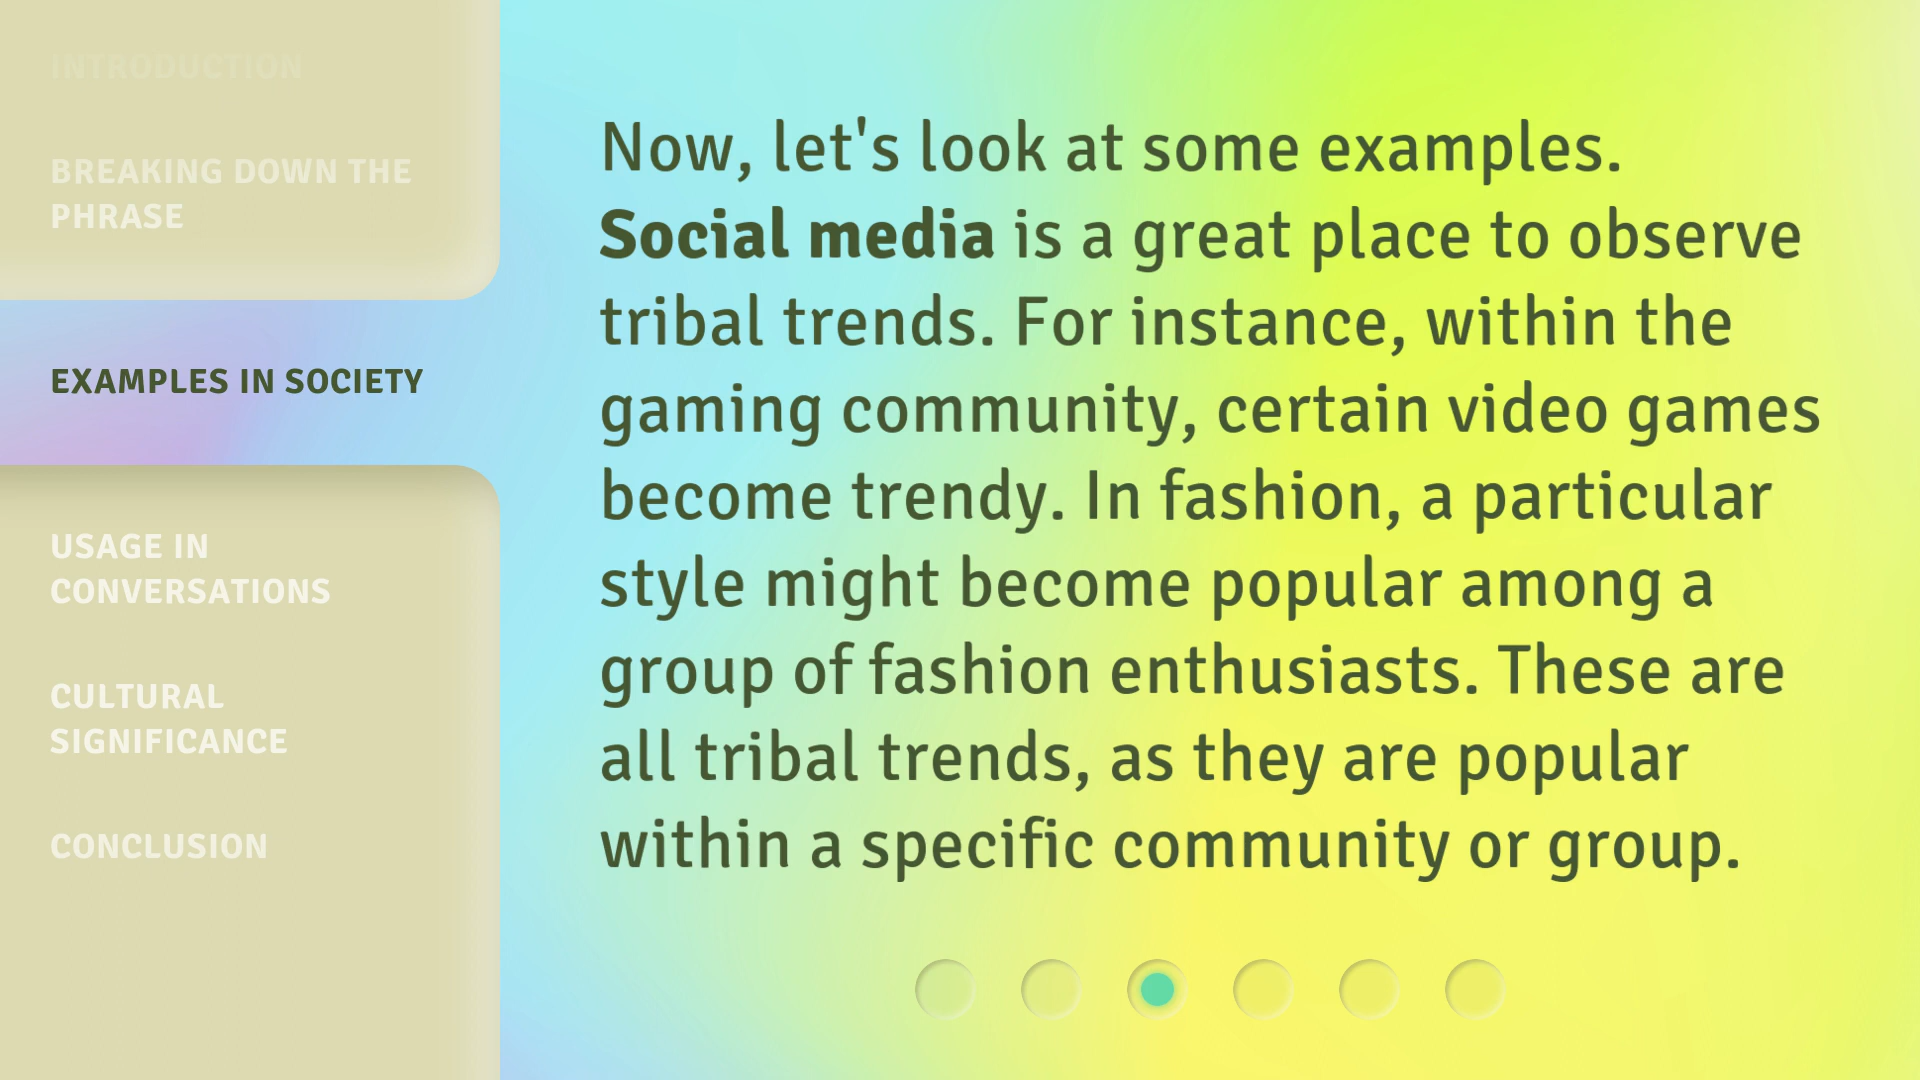 INTRODUCTION
BREAKING DOWN THE
PHRASE
EXAMPLES IN SOCIETY
USAGE IN
CONVERSATIONS
CULTURAL
SIGNIFICANCE
CONCLUSION
Now, let's look at some examples.
Social media is a great place to observe
tribal trends. For instance, within the
gaming community, certain video games
become trendy. In fashion, a particular
style might become popular among a
group of fashion enthusiasts. These are
all tribal trends, as they are popular
within a specific community or group.